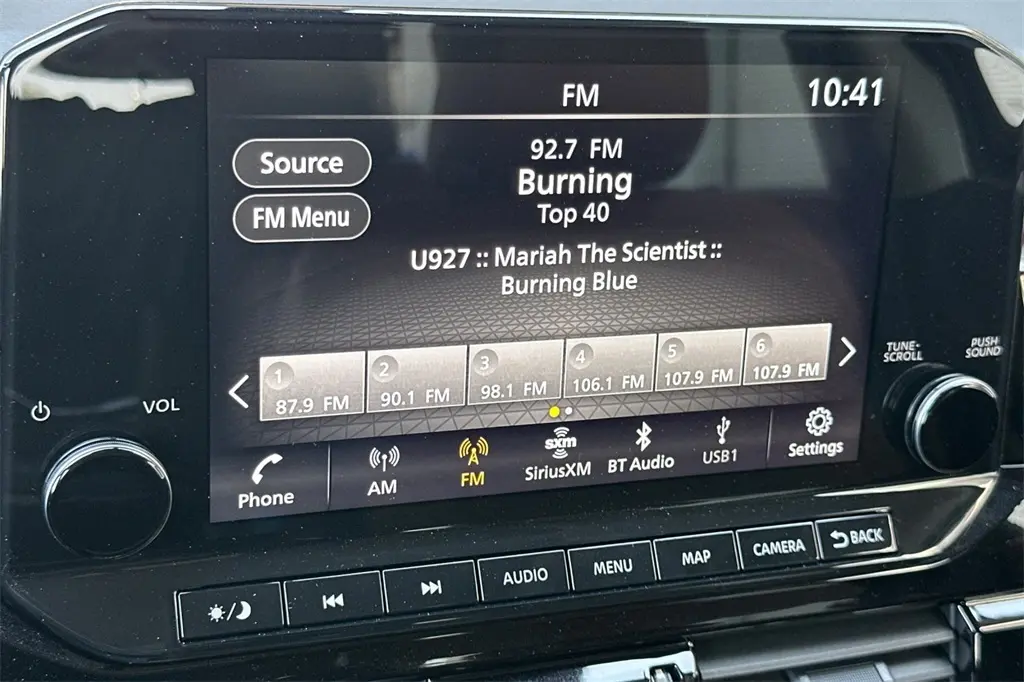 FM
10:41
Source
FM Menu
92.7 FM
Burning
Top 40
U927 :: Mariah The Scientist ::
Burning Blue
1
87.9 FM
2
90.1 FM
3
98.1 FM
4
106.1 FM
5
107.9 FM
6
107.9 FM
Phone
AM
FM
sxm
SiriusXM
BT Audio
USB1
Settings
VOL
TUNE-
SCROLL
PUSH
SOUND
AUDIO
MENU
MAP
CAMERA
BACK